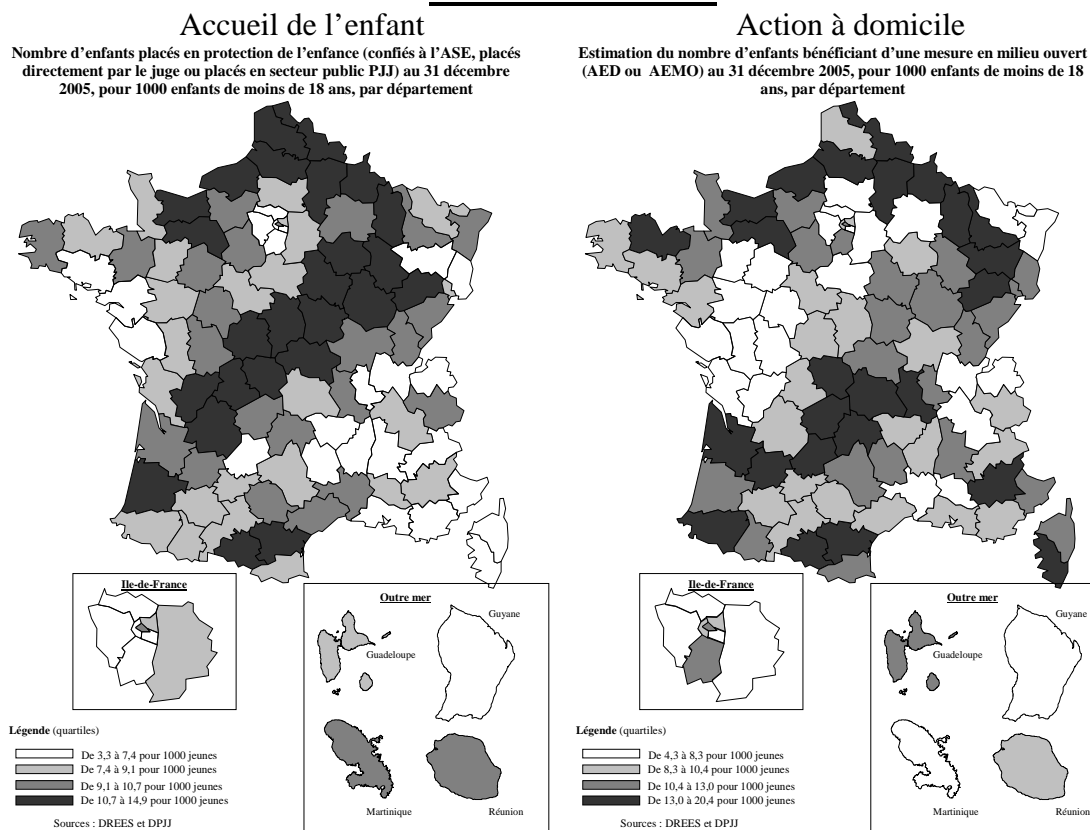 Accueil de l'enfant
Nombre d'enfants placés en protection de l'enfance (confiés à l'ASE, placés
directement par le juge ou placés en secteur public PJJ) au 31 décembre
2005, pour 1000 enfants de moins de 18 ans, par département
Ile-de-France
Outre mer
Guyane
Guadeloupe
Martinique
Réunion
Légende (quartiles)
De 3,3 à 7,4 pour 1000 jeunes
De 7,4 à 9,1 pour 1000 jeunes
De 9,1 à 10,7 pour 1000 jeunes
De 10,7 à 14,9 pour 1000 jeunes
Sources : DREES et DPJJ
Action à domicile
Estimation du nombre d'enfants bénéficiant d'une mesure en milieu ouvert
(AED ou AEMO) au 31 décembre 2005, pour 1000 enfants de moins de 18
ans, par département
Ile-de-France
Outre mer
Guyane
Guadeloupe
Martinique
Réunion
Légende (quartiles)
De 4,3 à 8,3 pour 1000 jeunes
De 8,3 à 10,4 pour 1000 jeunes
De 10,4 à 13,0 pour 1000 jeunes
De 13,0 à 20,4 pour 1000 jeunes
Sources : DREES et DPJJ